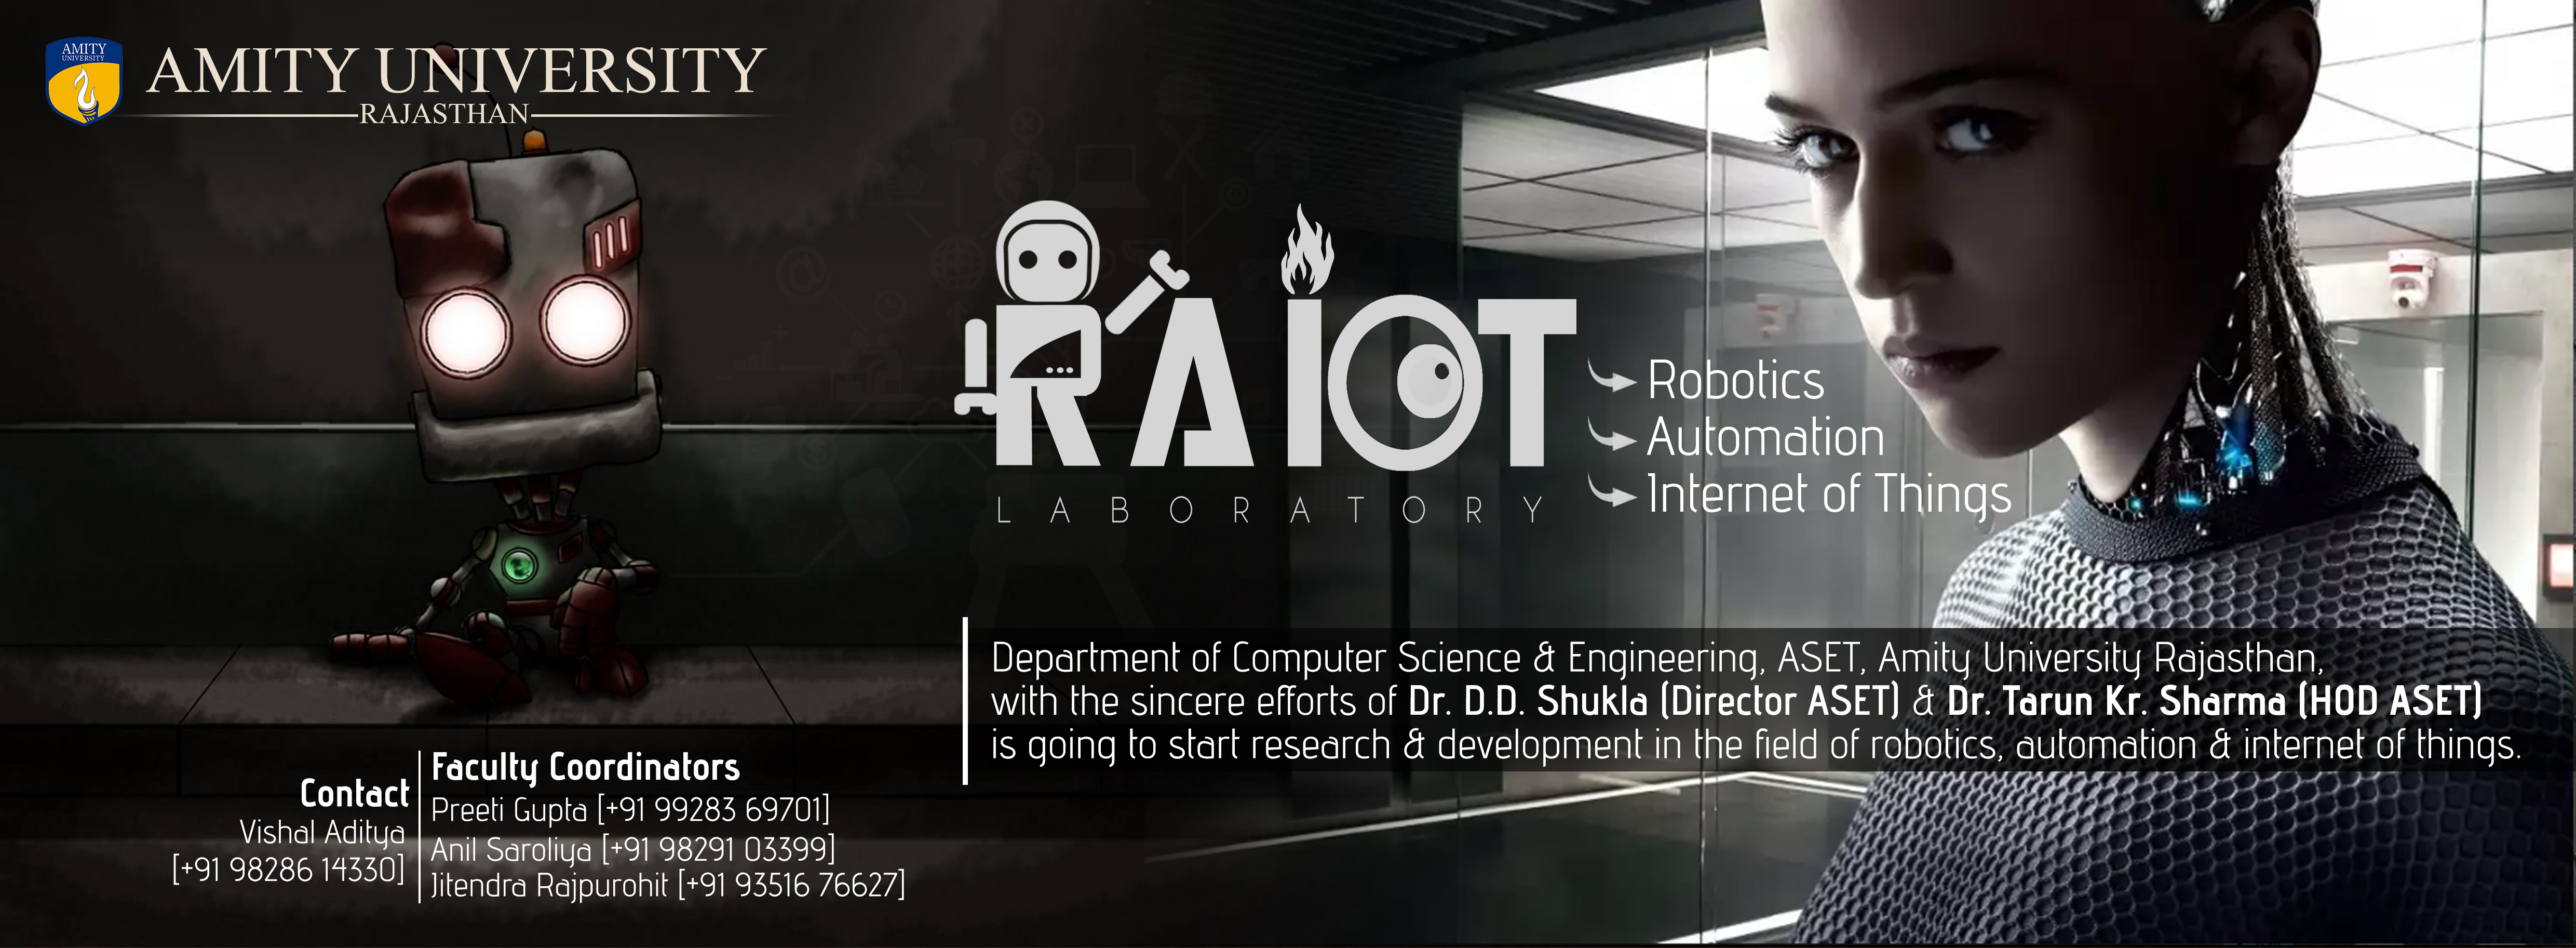 AMITY
UNIVERSITY
AMITY UNIVERSITY
RAJASTHAN
RAIOT
LABORATORY
Robotics
Automation
Internet of Things
Department of Computer Science & Engineering, ASET, Amity University Rajasthan,
with the sincere efforts of Dr. D.D. Shukla (Director ASET) & Dr. Tarun Kr. Sharma (HOD ASET)
is going to start research & development in the field of robotics, automation & internet of things.
Contact
Vishal Aditya
[+91 98286 14330]
Faculty Coordinators
Preeti Gupta [+91 99283 69701]
Anil Saroliya [+91 98291 03399]
Jitendra Rajpurohit [+91 93516 76627]